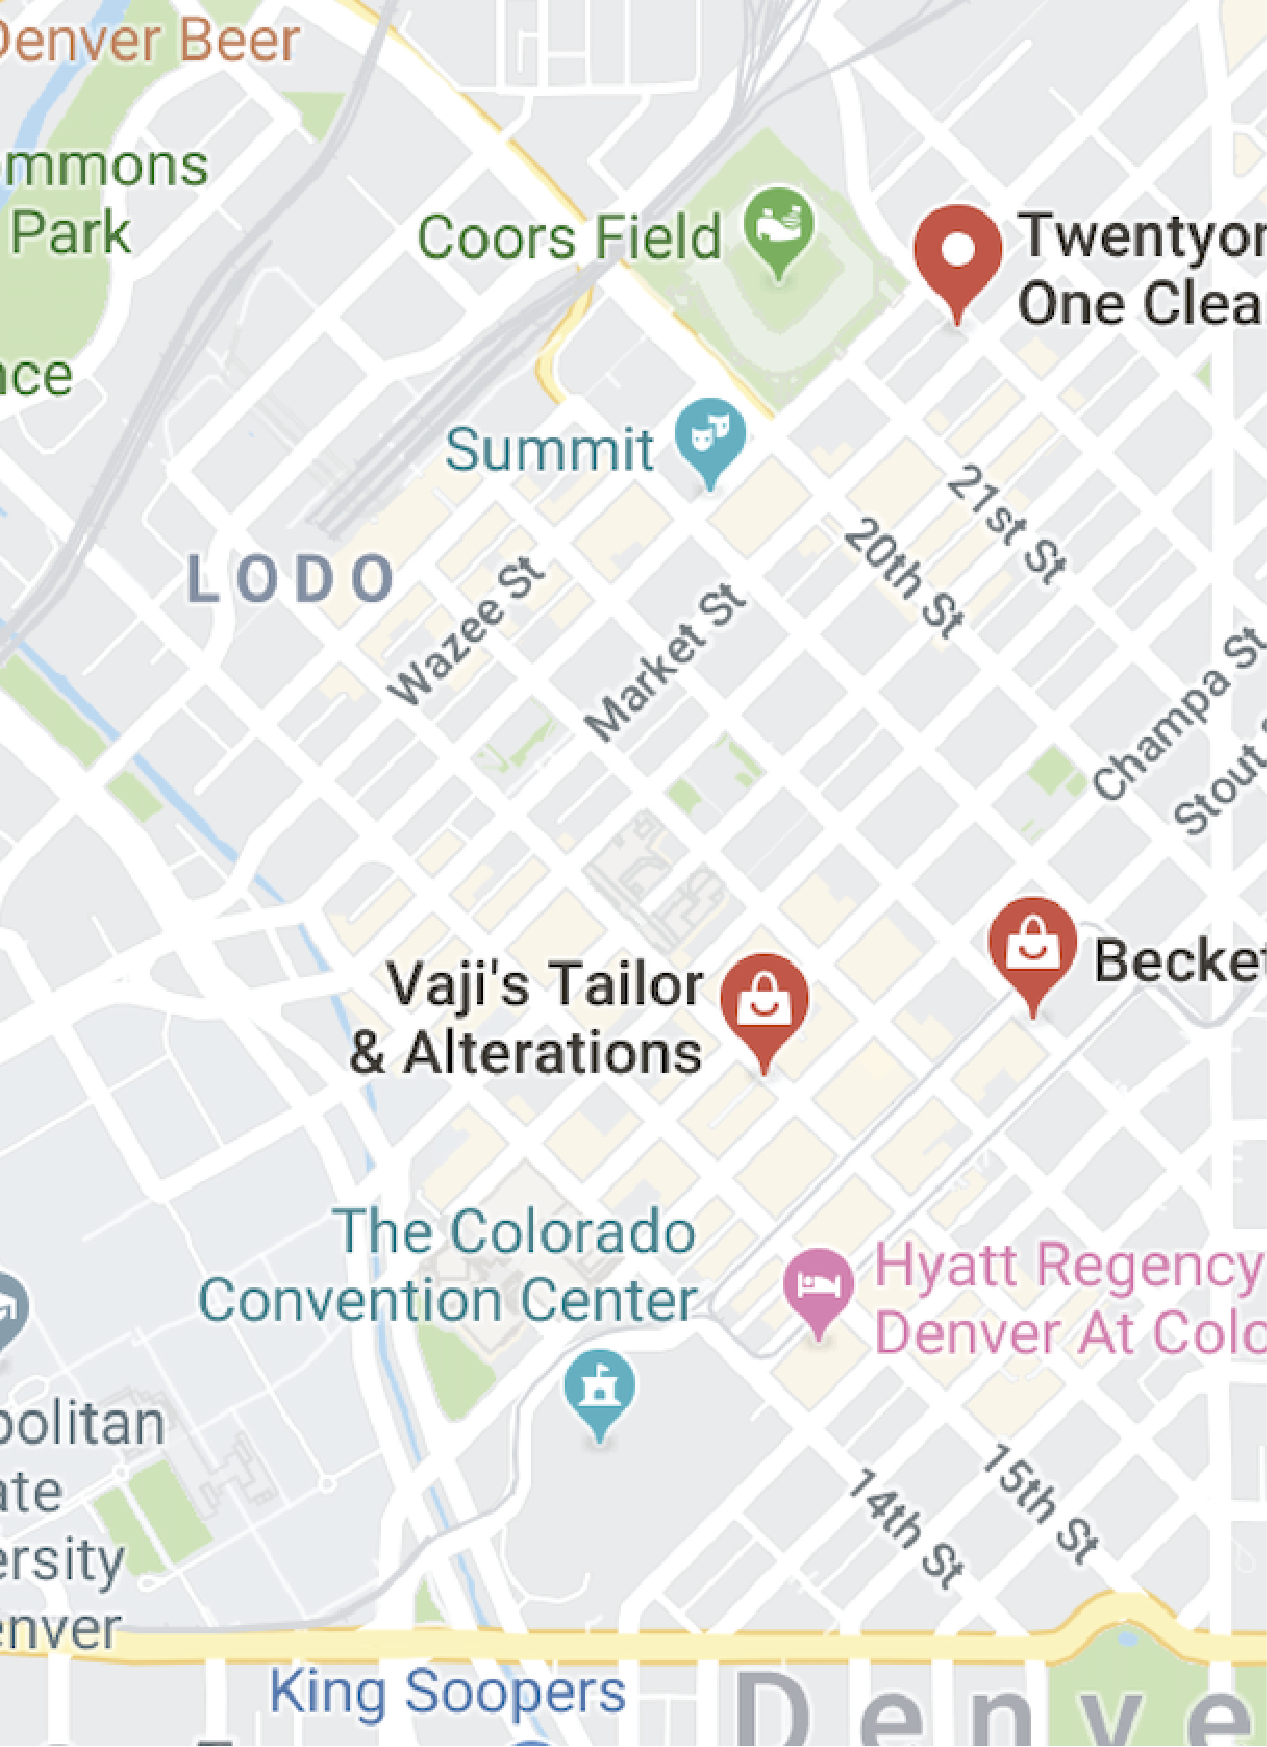 Denver Beer
ommons
Park
Coors Field
Twentyon
One Clea
nce
Summit
21st St
20th St
LODO
Wazee St
Market St
Champa St
Stout
Becket
Vaji's Tailor
& Alterations
The Colorado
Convention Center
Hyatt Regency
Denver At Colo
politan
ate
ersity
enver
15th St
14th St
King Soopers
Denve